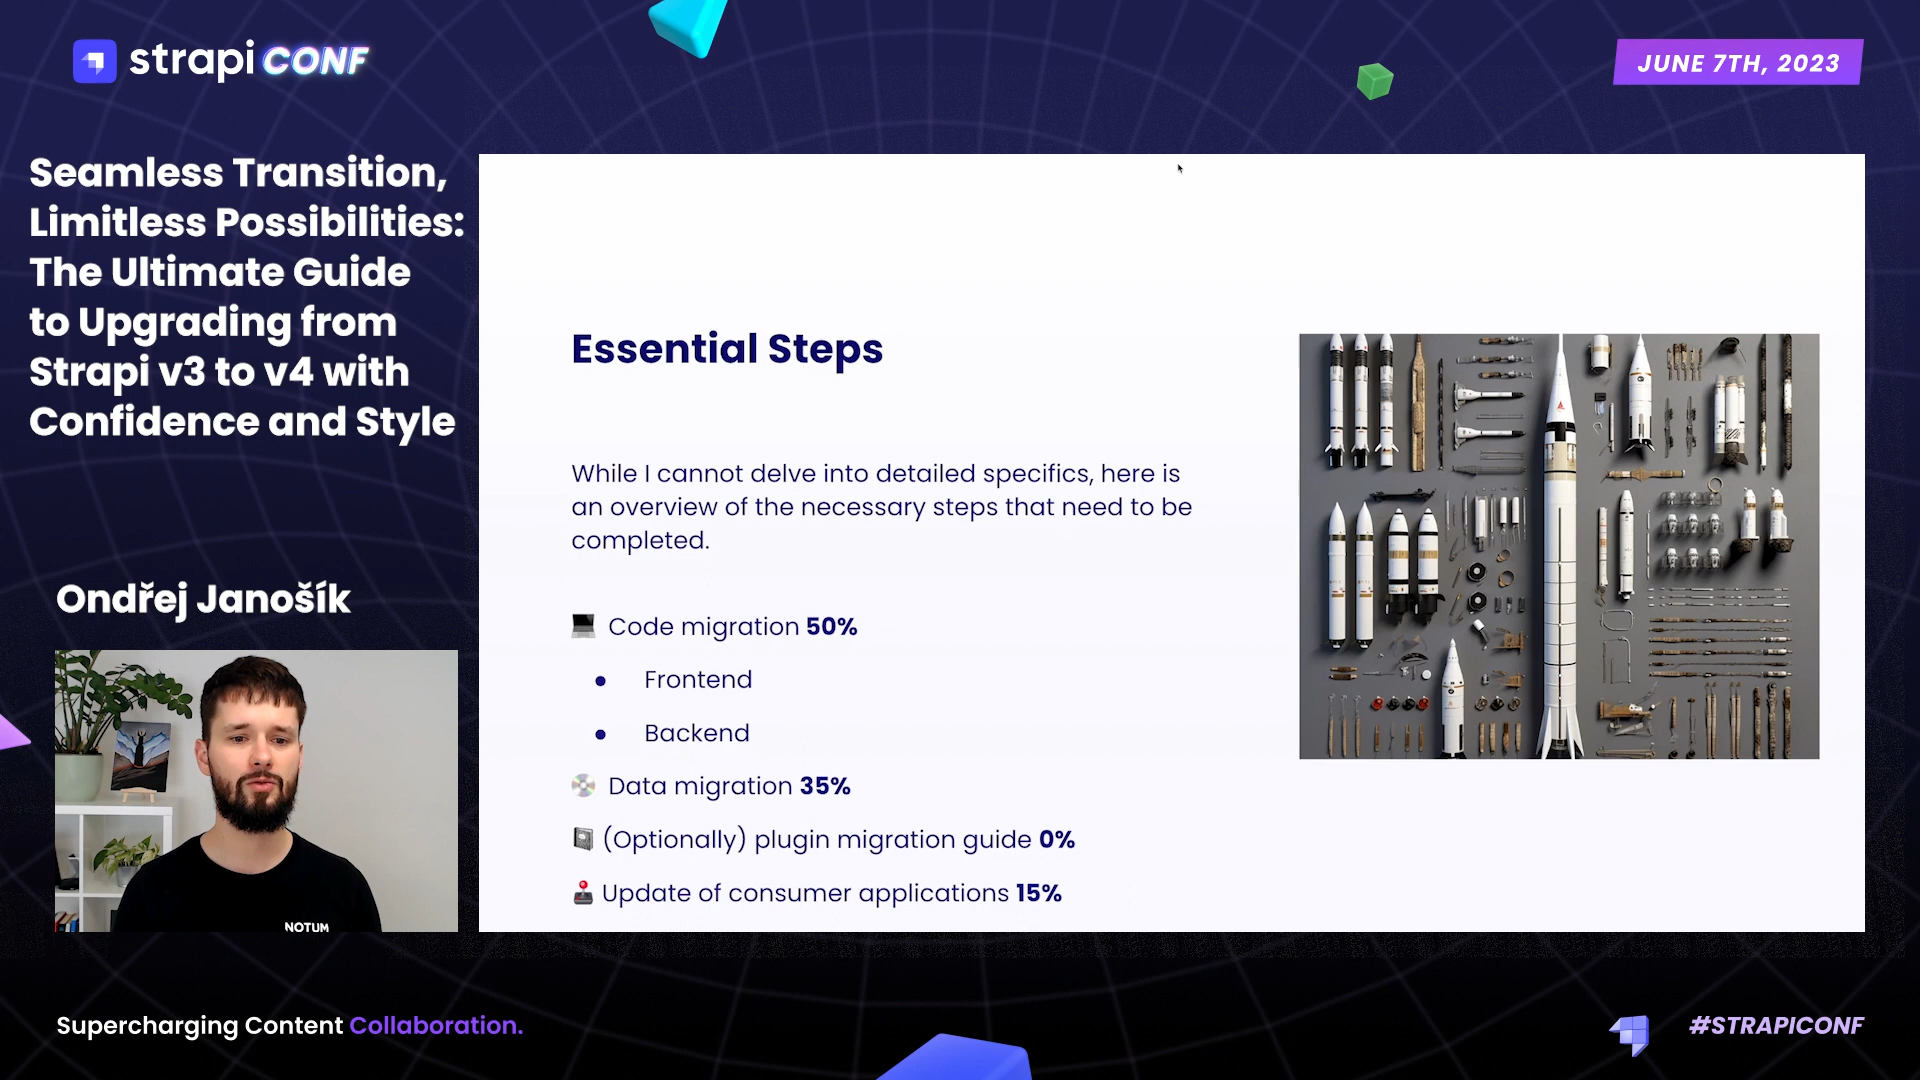 strapi CONF
JUNE 7TH, 2023
Seamless Transition,
Limitless Possibilities:
The Ultimate Guide
to Upgrading from
Strapi v3 to v4 with
Confidence and Style
Ondřej Janošík
NOTUM
Essential Steps
While I cannot delve into detailed specifics, here is
an overview of the necessary steps that need to be
completed.
💻 Code migration 50%
• Frontend
• Backend
💿 Data migration 35%
📓 (Optionally) plugin migration guide 0%
🕹️ Update of consumer applications 15%
Supercharging Content Collaboration.
#STRAPICONF